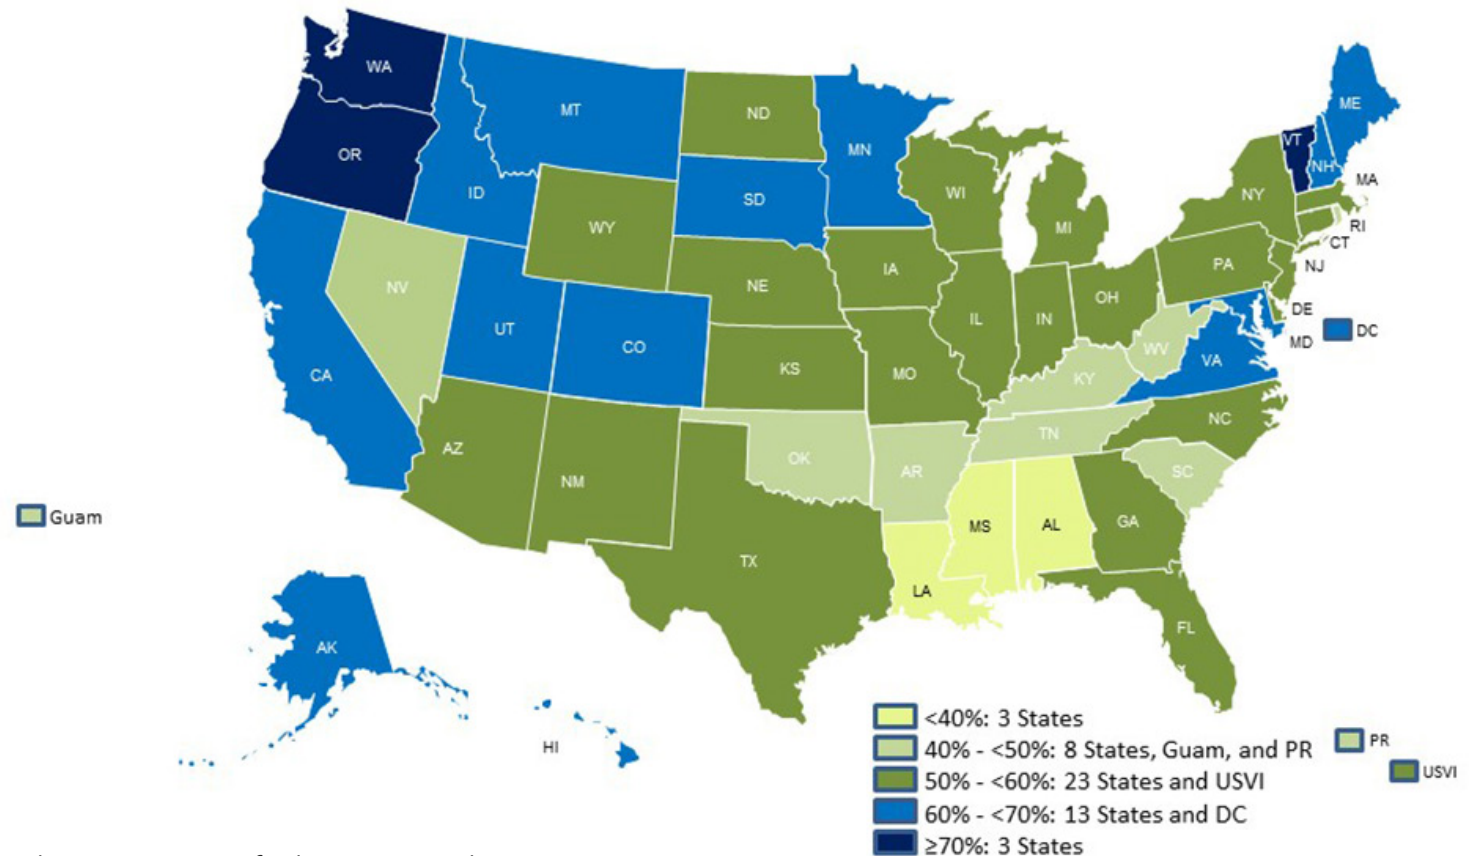 WA
ME
MT
ND
VT
MN
OR
NH
MA
ID
WI
NY
SD
RI
WY
MI
CT
PA
NJ
IA
NE
NV
OH
DE
IL
IN
UT
DC
MD
CO
WV
VA
KS
MO
CA
KY
NC
TN
AZ
OK
AR
SC
NM
Guam
MS
AL
GA
TX
LA
FL
AK
HI
<40%: 3 States
40% - <50%: 8 States, Guam, and PR
PR
50% - <60%: 23 States and USVI
USVI
60% - <70%: 13 States and DC
≥70%: 3 States